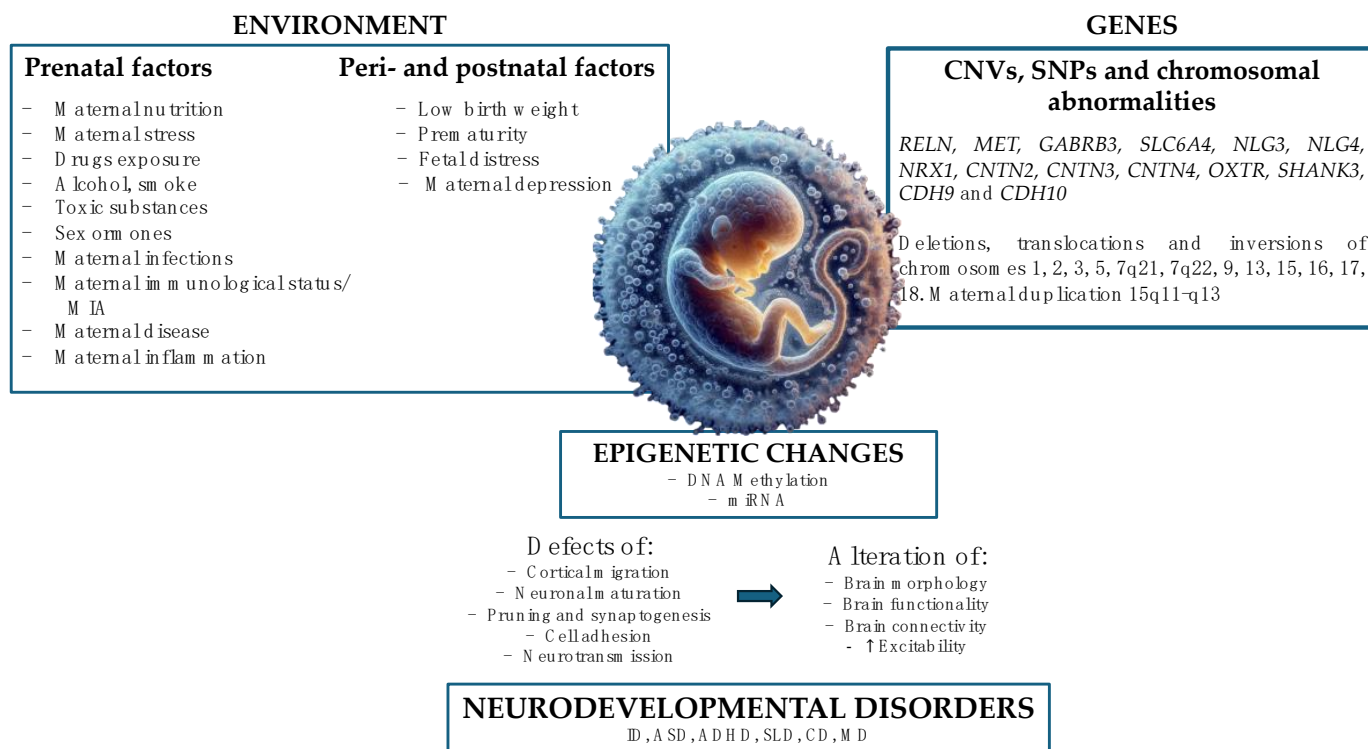 ENVIRONMENT
Prenatal factors
- Maternal nutrition
- Maternal stress
- Drugs exposure
- Alcohol, smoke
- Toxic substances
- Sex ormones
- Maternal infections
- Maternal immunological status/
MIA
- Maternal disease
- Maternal inflammation
Peri- and postnatal factors
- Low birth weight
- Prematurity
- Fetal distress
- Maternal depression
GENES
CNVs, SNPs and chromosomal
abnormalities
RELN, MET, GABRB3, SLC6A4, NLG3, NLG4,
NRX1, CNTN2, CNTN3, CNTN4, OXTR, SHANK3,
CDH9 and CDH10
Deletions, translocations and inversions of
chromosomes 1, 2, 3, 5, 7q21, 7q22, 9, 13, 15, 16, 17,
18. Maternal duplication 15q11-q13
EPIGENETIC CHANGES
- DNA Methylation
- miRNA
Defects of:
- Cortical migration
- Neuronal maturation
- Pruning and synaptogenesis
- Cell adhesion
- Neurotransmission
Alteration of:
- Brain morphology
- Brain functionality
- Brain connectivity
- ↑Excitability
NEURODEVELOPMENTAL DISORDERS
ID, ASD, ADHD, SLD, CD, MD